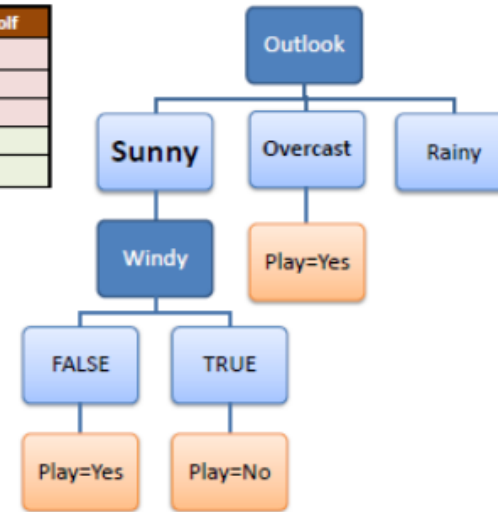 olf
Outlook
Sunny
Overcast
Rainy
Windy
Play=Yes
FALSE
TRUE
Play=Yes
Play=No